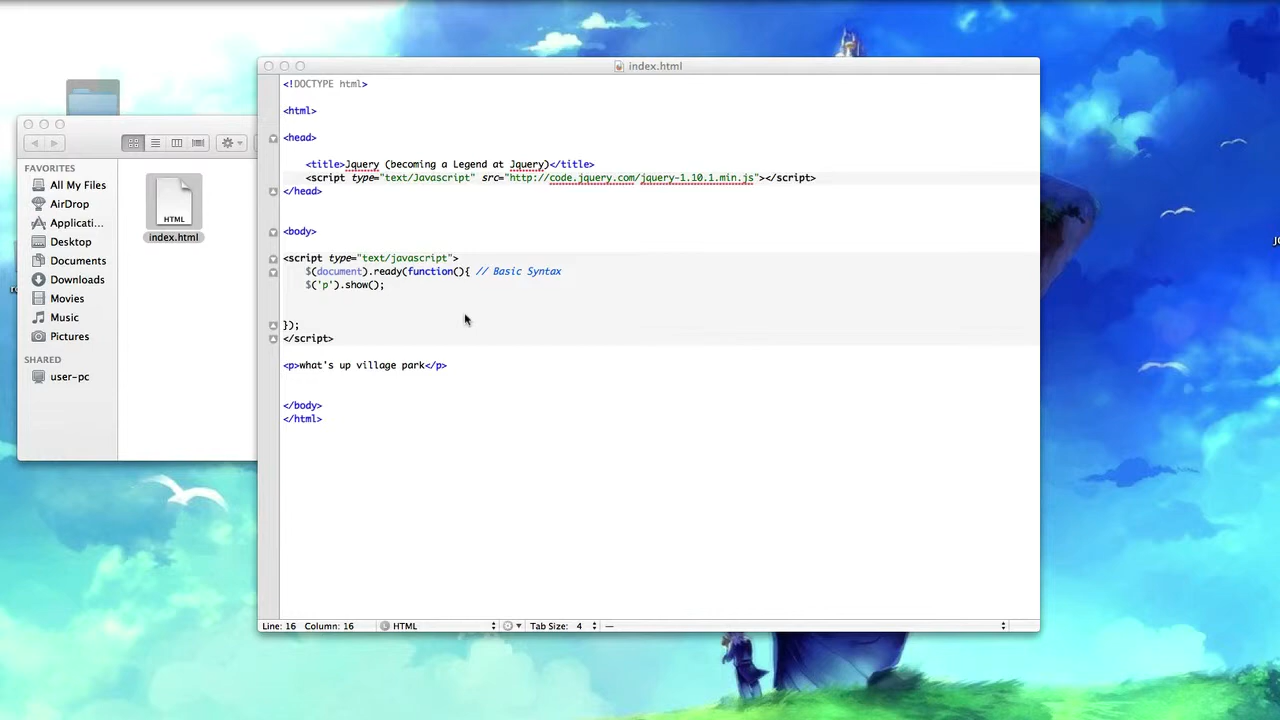 index.html
<!DOCTYPE html>
<html>
<head>
<title>Jquery (becoming a Legend at Jquery)</title>
<script type="text/Javascript" src="http://code.jquery.com/jquery-1.10.1.min.js"></script>
</head>
<body>
<script type="text/javascript">
$(document).ready(function(){ // Basic Syntax
$('p').show();
});
</script>
<p>what's up village park</p>
</body>
</html>
Line: 16 Column: 16 L HTML Tab Size: 4 —
FAVORITES
All My Files
AirDrop
Applicati...
Desktop
Documents
Downloads
Movies
Music
Pictures
SHARED
user-pc
HTML
index.html